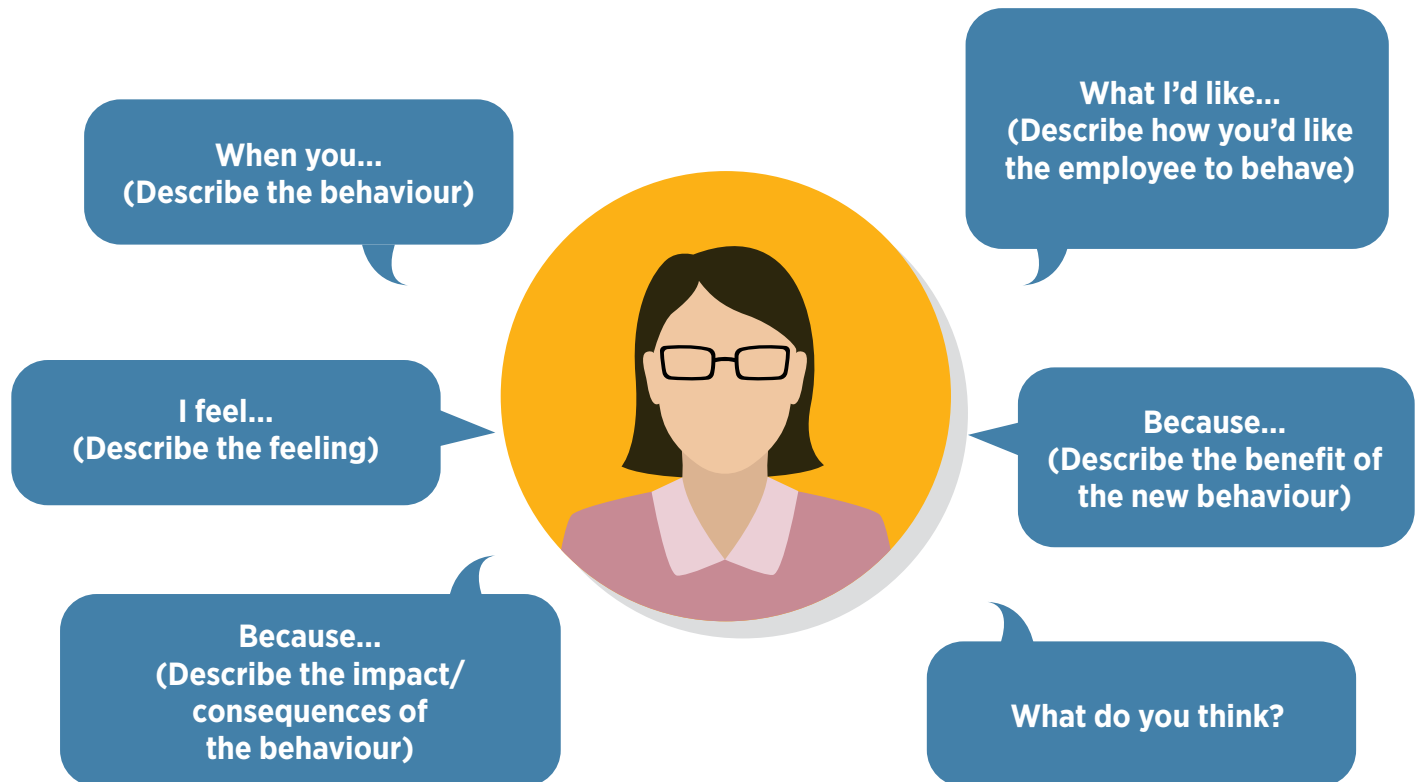 When you...
(Describe the behaviour)
I feel...
(Describe the feeling)
Because...
(Describe the impact/
consequences of
the behaviour)
What I’d like...
(Describe how you’d like
the employee to behave)
Because...
(Describe the benefit of
the new behaviour)
What do you think?